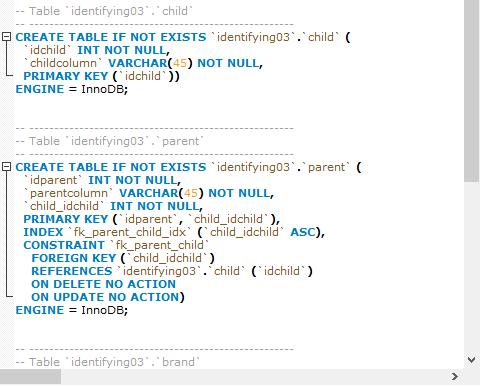 -- Table `identifying03`.`child`
-- -----------------------------------------------------
CREATE TABLE IF NOT EXISTS `identifying03`.`child` (
  `idchild` INT NOT NULL,
  `childcolumn` VARCHAR(45) NOT NULL,
  PRIMARY KEY (`idchild`))
ENGINE = InnoDB;
-- -----------------------------------------------------
-- Table `identifying03`.`parent`
-- -----------------------------------------------------
CREATE TABLE IF NOT EXISTS `identifying03`.`parent` (
  `idparent` INT NOT NULL,
  `parentcolumn` VARCHAR(45) NOT NULL,
  `child_idchild` INT NOT NULL,
  PRIMARY KEY (`idparent`, `child_idchild`),
  INDEX `fk_parent_child_idx` (`child_idchild` ASC),
  CONSTRAINT `fk_parent_child`
    FOREIGN KEY (`child_idchild`)
    REFERENCES `identifying03`.`child` (`idchild`)
    ON DELETE NO ACTION
    ON UPDATE NO ACTION)
ENGINE = InnoDB;
-- -----------------------------------------------------
-- Table `identifying03`.`brand`